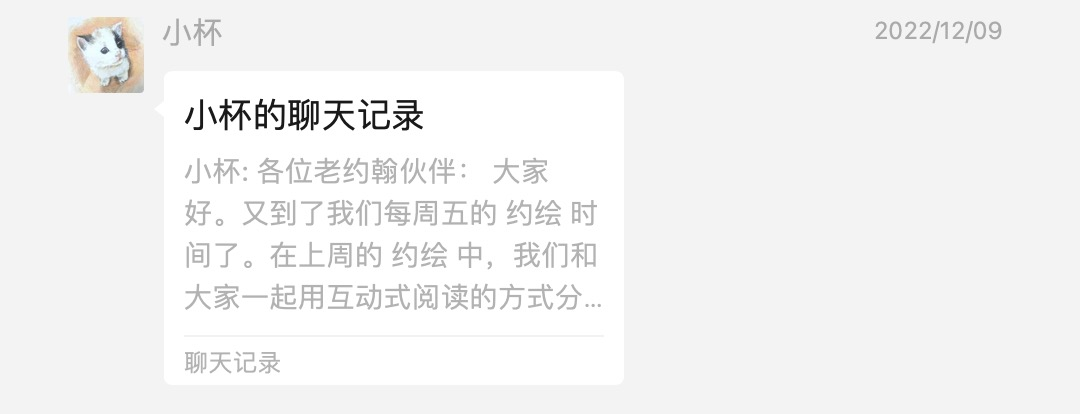 小杯
2022/12/09
小杯的聊天记录
小杯: 各位老约翰伙伴： 大家
好。又到了我们每周五的 约绘 时
间了。在上周的 约绘 中，我们和
大家一起用互动式阅读的方式分...
聊天记录